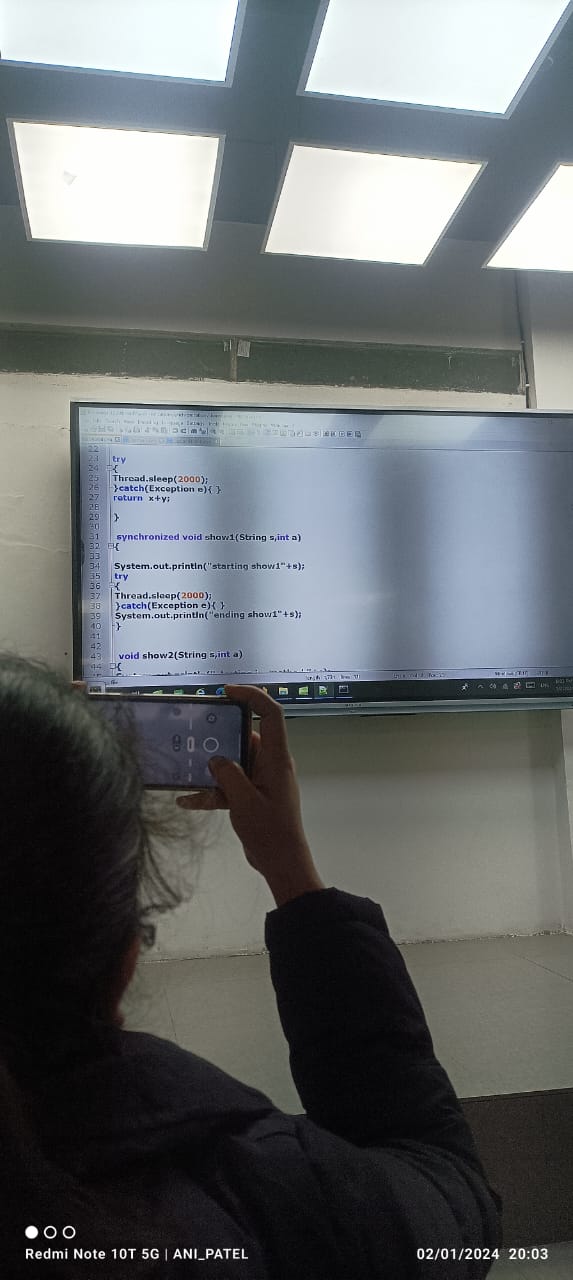 22
23 try
24 {
25 Thread.sleep(2000);
26 }catch(Exception e){ }
27 return x+y;
28
29 }
30
31 synchronized void show1(String s,int a)
32 {
33
34 System.out.println("starting show1"+s);
35 try
36 {
37 Thread.sleep(2000);
38 }catch(Exception e){ }
39 System.out.println("ending show1"+s);
40 }
41
42
43 void show2(String s,int a)
44 {
Redmi Note 10T 5G | ANI_PATEL
02/01/2024 20:03